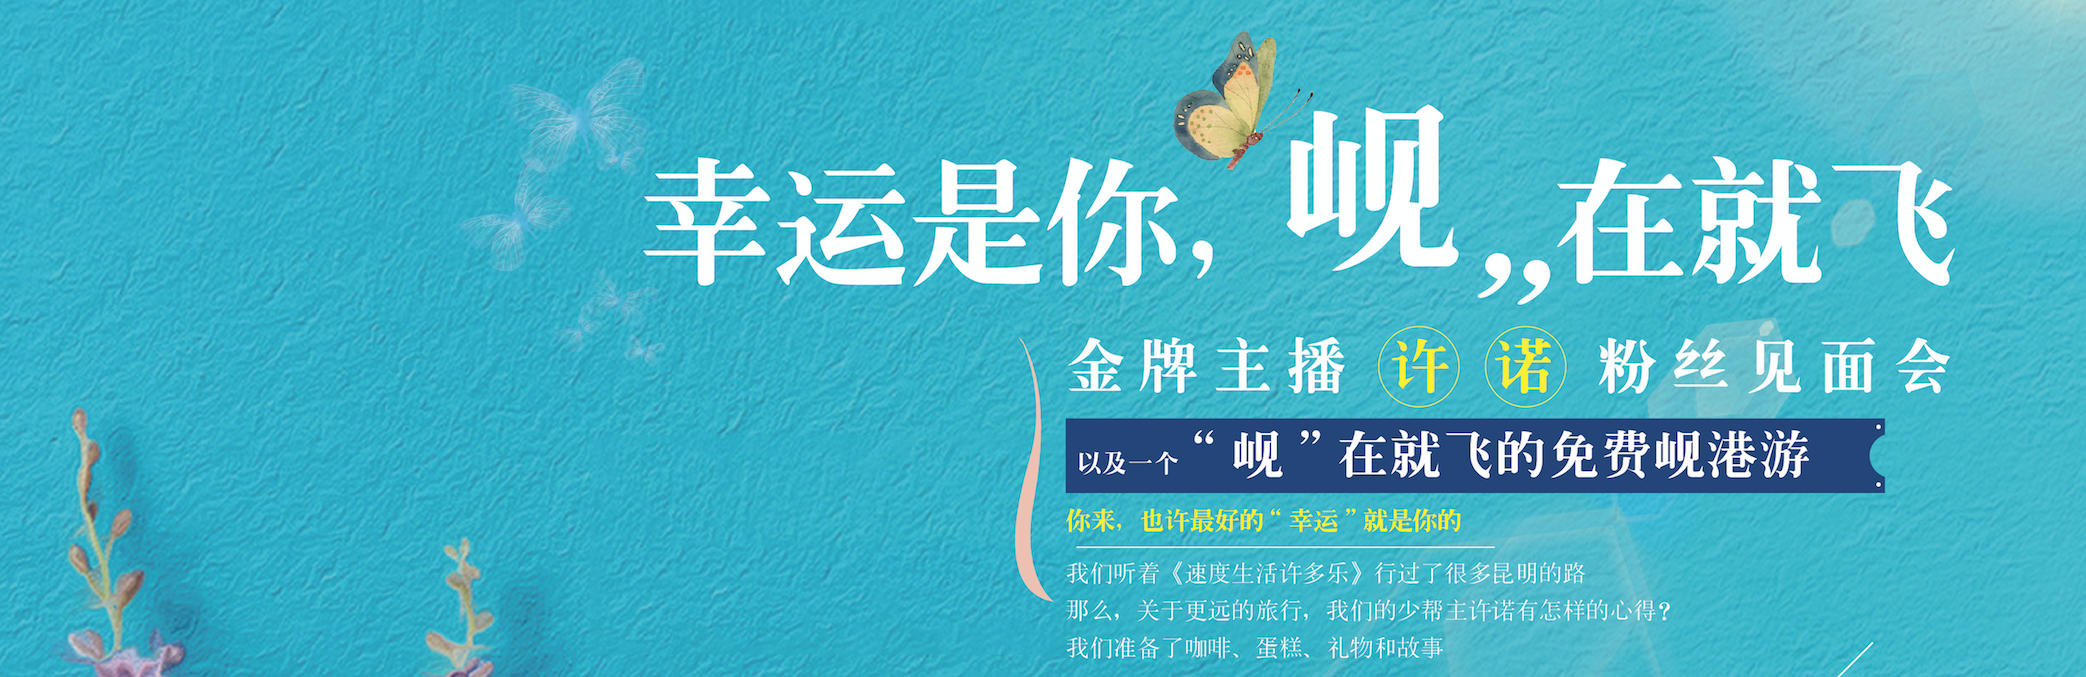 幸运是你，岘”在就飞
金牌主播许诺粉丝见面会
以及一个“岘”在就飞的免费岘港游
你来，也许最好的“幸运”就是你的
我们听着《速度生活许多乐》行过了很多昆明的路
那么，关于更远的旅行，我们的少帮主许诺有怎样的心得？
我们准备了咖啡、蛋糕、礼物和故事